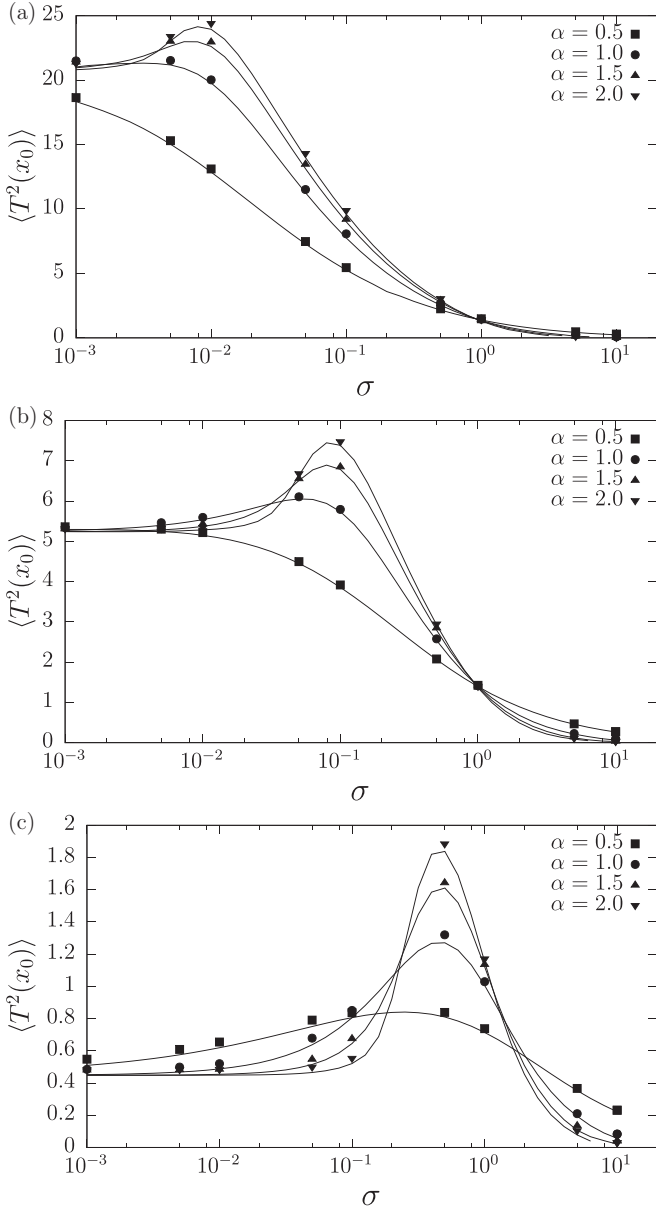 (a)
25
20
15
10
5
0
⟨T²(x₀)⟩
α = 0.5
α = 1.0
α = 1.5
α = 2.0
10⁻³ 10⁻² 10⁻¹ 10⁰ 10¹
σ
(b)
8
7
6
5
4
3
2
1
0
⟨T²(x₀)⟩
α = 0.5
α = 1.0
α = 1.5
α = 2.0
10⁻³ 10⁻² 10⁻¹ 10⁰ 10¹
σ
(c)
2
1.8
1.6
1.4
1.2
1
0.8
0.6
0.4
0.2
0
⟨T²(x₀)⟩
α = 0.5
α = 1.0
α = 1.5
α = 2.0
10⁻³ 10⁻² 10⁻¹ 10⁰ 10¹
σ